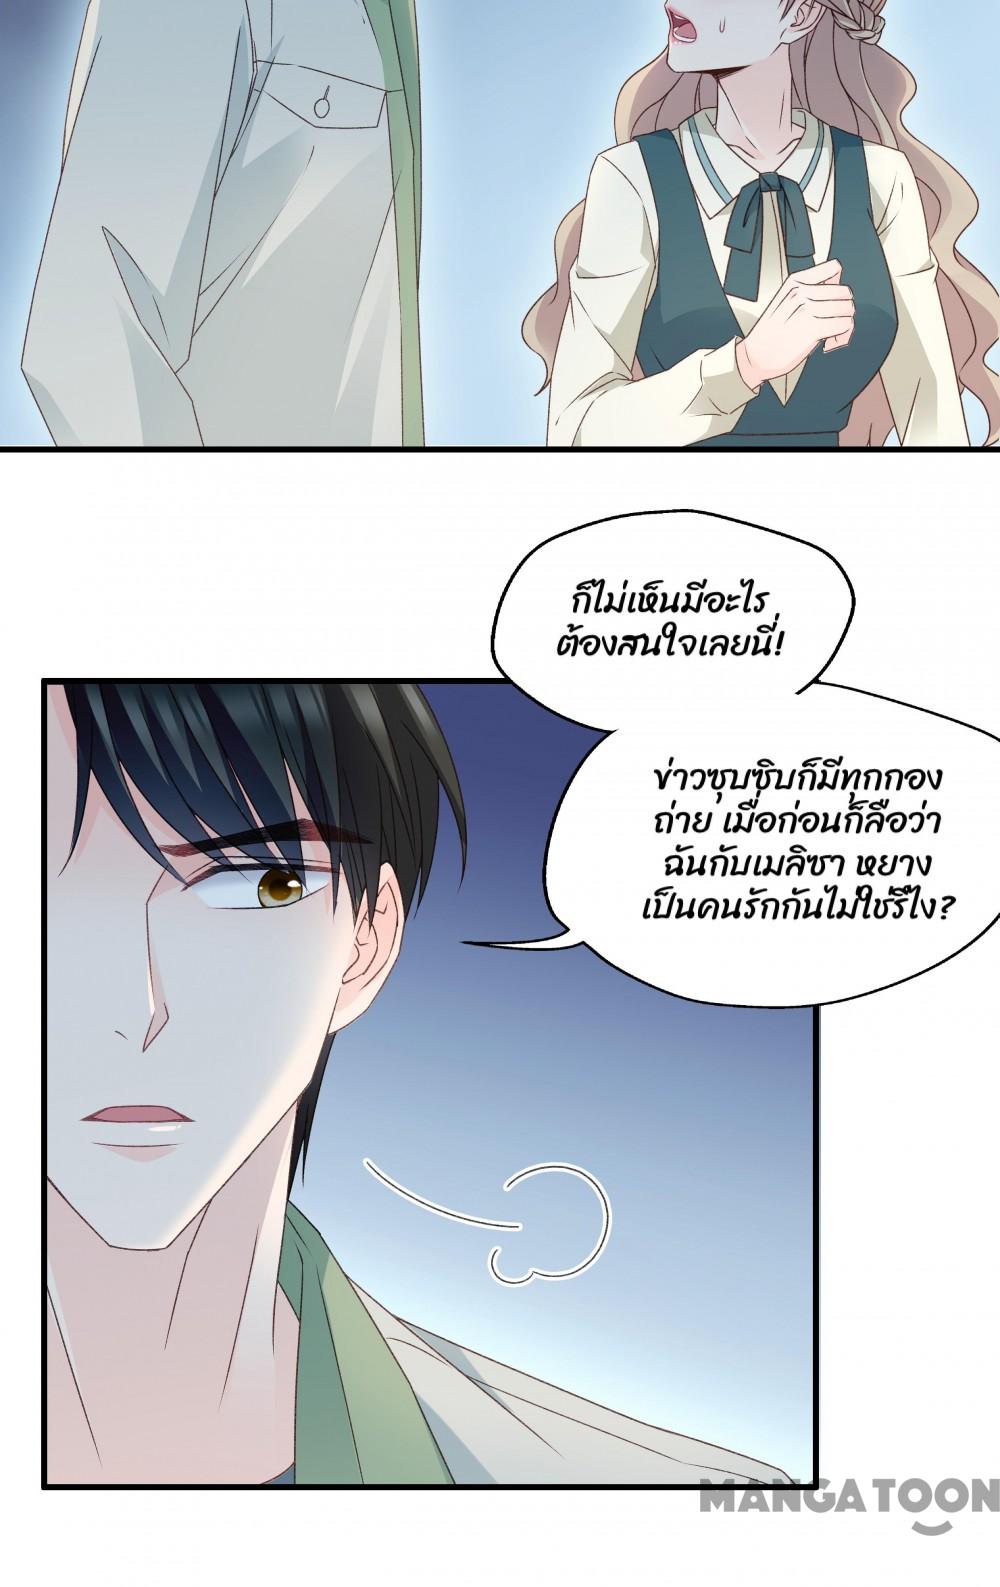 ก็ไม่เห็นมีอะไร
ต้องสนใจเลยนี่!
ข่าวซุบซิบก็มีทุกกอง
ถ่าย เมื่อก่อนก็ลือว่า
ฉันกับเมลิซา หยาง
เป็นคนรักกันไม่ใช่รึไง?
MANGATOON